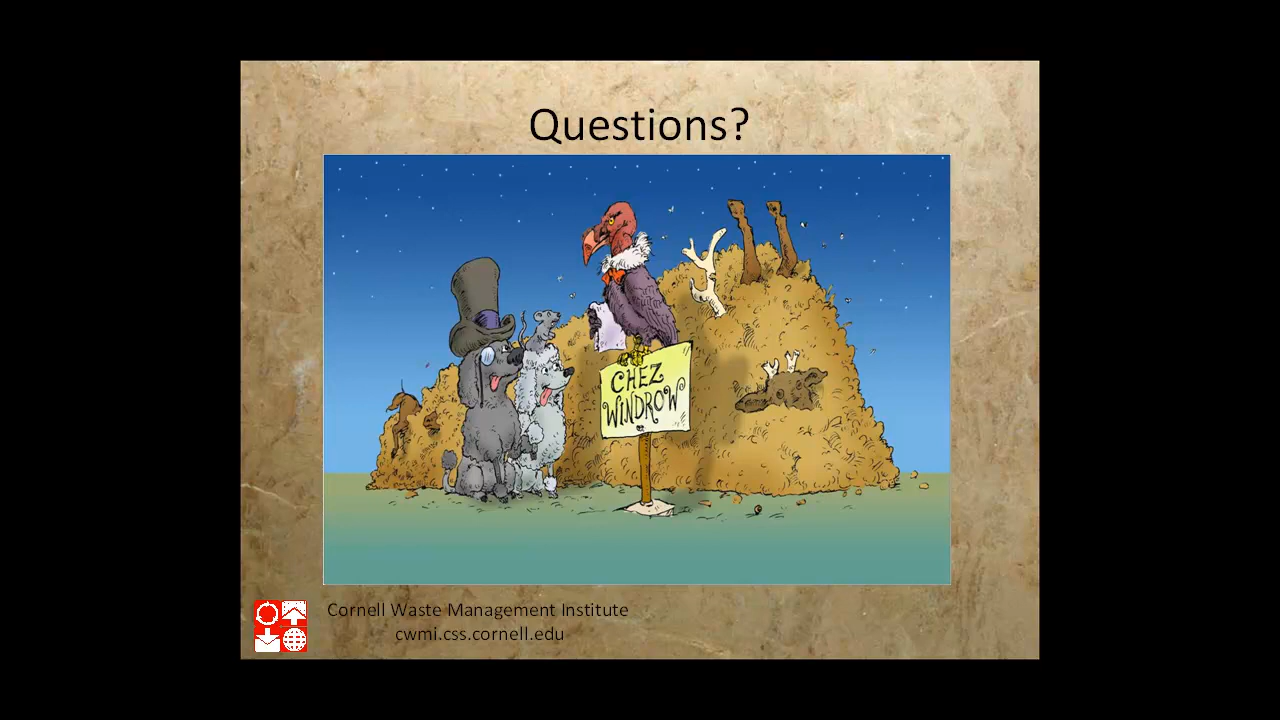 Questions?
CHEZ
WINDROW
Cornell Waste Management Institute
cwmi.css.cornell.edu